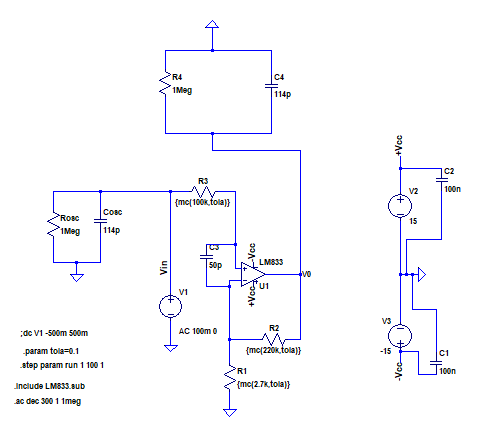 R4
1Meg
C4
114p
+Vcc
C2
100n
V2
15
R3
{mc(100k,tola)}
Rosc
1Meg
Cosc
114p
C3
50p
-Vcc
LM833
+
-
U1
+Vcc
V0
Vin
V1
AC 100m 0
R2
{mc(220k,tola)}
V3
-15
-Vcc
C1
100n
R1
{mc(2.7k,tola)}
;dc V1 -500m 500m
.param tola=0.1
.step param run 1 100 1
.include LM833.sub
.ac dec 300 1 1meg